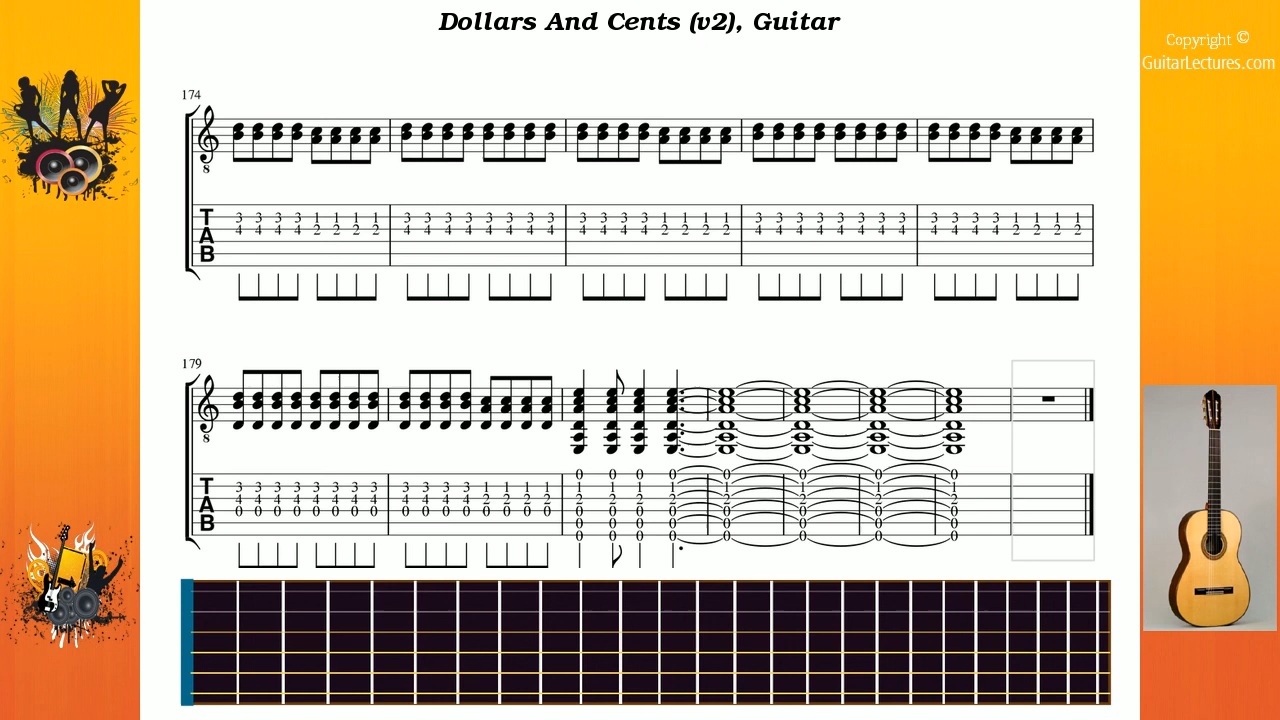 Dollars And Cents (v2), Guitar
Copyright ©
GuitarLectures.com
174
8
T 3 3 3 3 1 1 1 1 3 3 3 3 3 3 3 3 3 3 3 3 1 1 1 1 3 3 3 3 3 3 3 3 3 3 3 3 1 1 1 1
A 4 4 4 4 2 2 2 2 4 4 4 4 4 4 4 4 4 4 4 4 2 2 2 2 4 4 4 4 4 4 4 4 4 4 4 4 2 2 2 2
B
179
8
0 0 0 0 0 0 0 0
T 3 3 3 3 3 3 3 3 3 3 3 3 1 1 1 1 1 1 1 1 1 1 1 1
A 4 4 4 4 4 4 4 4 4 4 4 4 2 2 2 2 2 2 2 2 2 2 2 2
0 0 0 0 0 0 0 0 0 0 0 0 0 0 0 0 0 0 0 0 0 0 0 0
B 0 0 0 0 0 0 0 0
0 0 0 0 0 0 0 0